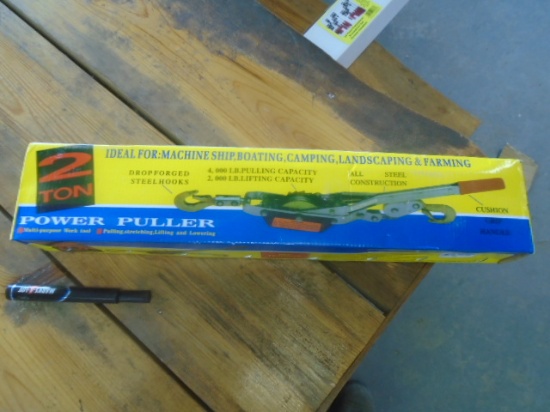 2
TON
IDEAL FOR:MACHINE SHIP,BOATING,CAMPING,LANDSCAPING & FARMING
DROPFORGED
STEELHOOKS
4, 000 LB.PULLING CAPACITY
2, 000 LB.LIFTING CAPACITY
ALL STEEL
CONSTRUCTION
CUSHION
POWER PULLER
Multi-purpose Work tool
Pulling,stretching,Lifting and Lowering